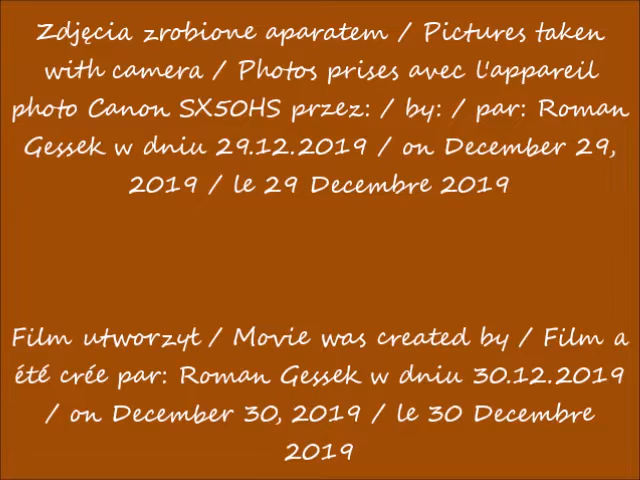 Zdjęcia zrobione aparatem / Pictures taken
with camera / Photos prises avec l'appareil
photo Canon SX50HS przez: / by: / par: Roman
Gessek w dniu 29.12.2019 / on December 29,
2019 / le 29 Decembre 2019
Film utworzył / Movie was created by / Film a
été crée par: Roman Gessek w dniu 30.12.2019
/ on December 30, 2019 / le 30 Decembre
2019